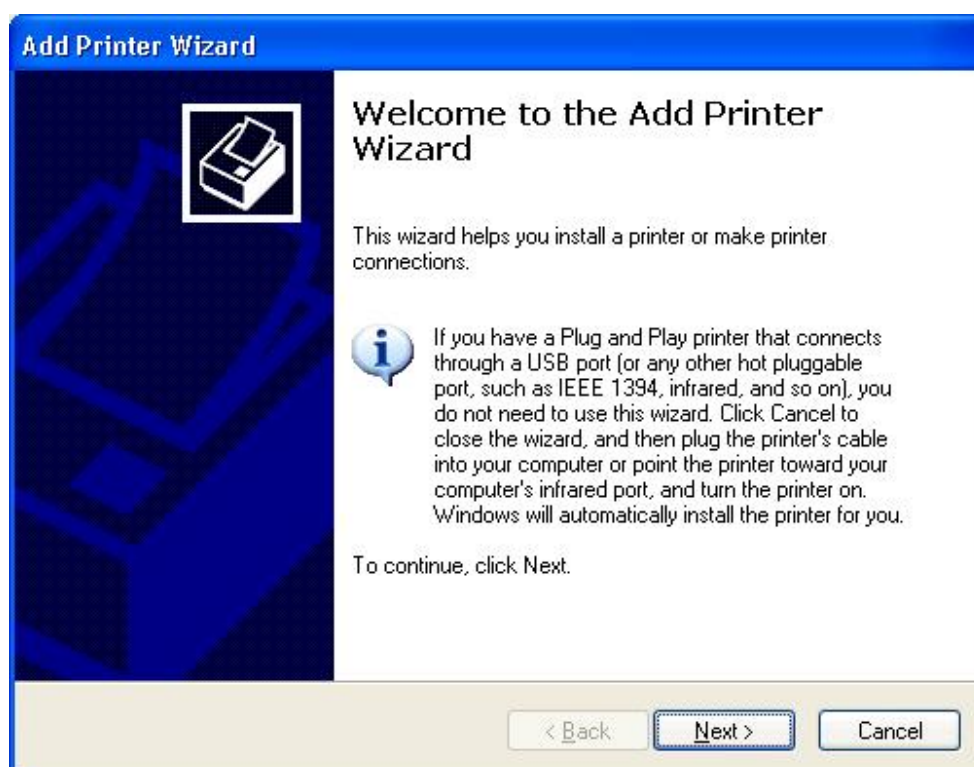 Add Printer Wizard
Welcome to the Add Printer
Wizard
This wizard helps you install a printer or make printer
connections.
If you have a Plug and Play printer that connects
through a USB port (or any other hot pluggable
port, such as IEEE 1394, infrared, and so on), you
do not need to use this wizard. Click Cancel to
close the wizard, and then plug the printer's cable
into your computer or point the printer toward your
computer's infrared port, and turn the printer on.
Windows will automatically install the printer for you.
To continue, click Next.
< Back Next > Cancel